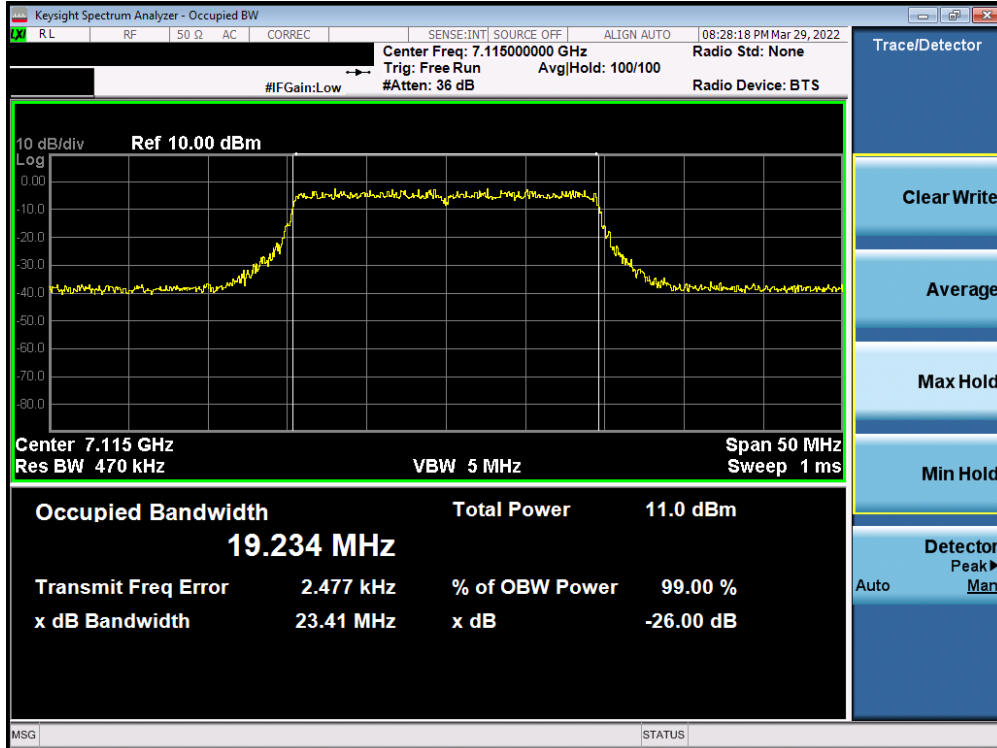 Keysight Spectrum Analyzer - Occupied BW
LXI RL RF 50 Ω AC CORREC SENSE:INT SOURCE OFF ALIGN AUTO 08:28:18 PM Mar 29, 2022
Center Freq: 7.115000000 GHz Radio Std: None
Trig: Free Run Avg|Hold: 100/100
#IFGain:Low #Atten: 36 dB Radio Device: BTS
10 dB/div Ref 10.00 dBm
Log
0.00
-10.0
-20.0
-30.0
-40.0
-50.0
-60.0
-70.0
-80.0
Center 7.115 GHz Span 50 MHz
Res BW 470 kHz VBW 5 MHz Sweep 1 ms
Occupied Bandwidth Total Power 11.0 dBm
19.234 MHz
Transmit Freq Error 2.477 kHz % of OBW Power 99.00 %
x dB Bandwidth 23.41 MHz x dB -26.00 dB
MSG STATUS
Trace/Detector
Clear Write
Average
Max Hold
Min Hold
Detector
Peak▶
Auto Man